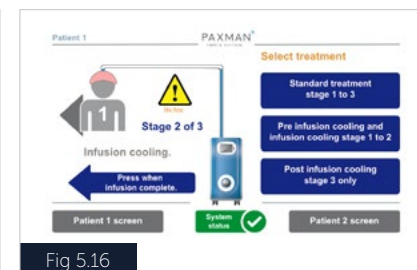 Patient 1
PAXMAN
Select treatment
Standard treatment
stage 1 to 3
1
No flow
Stage 2 of 3
Pre infusion cooling and
infusion cooling stage 1 to 2
Infusion cooling.
Press when
infusion complete.
Post infusion cooling
stage 3 only
Patient 1 screen
System
status
Patient 2 screen
Fig 5.16